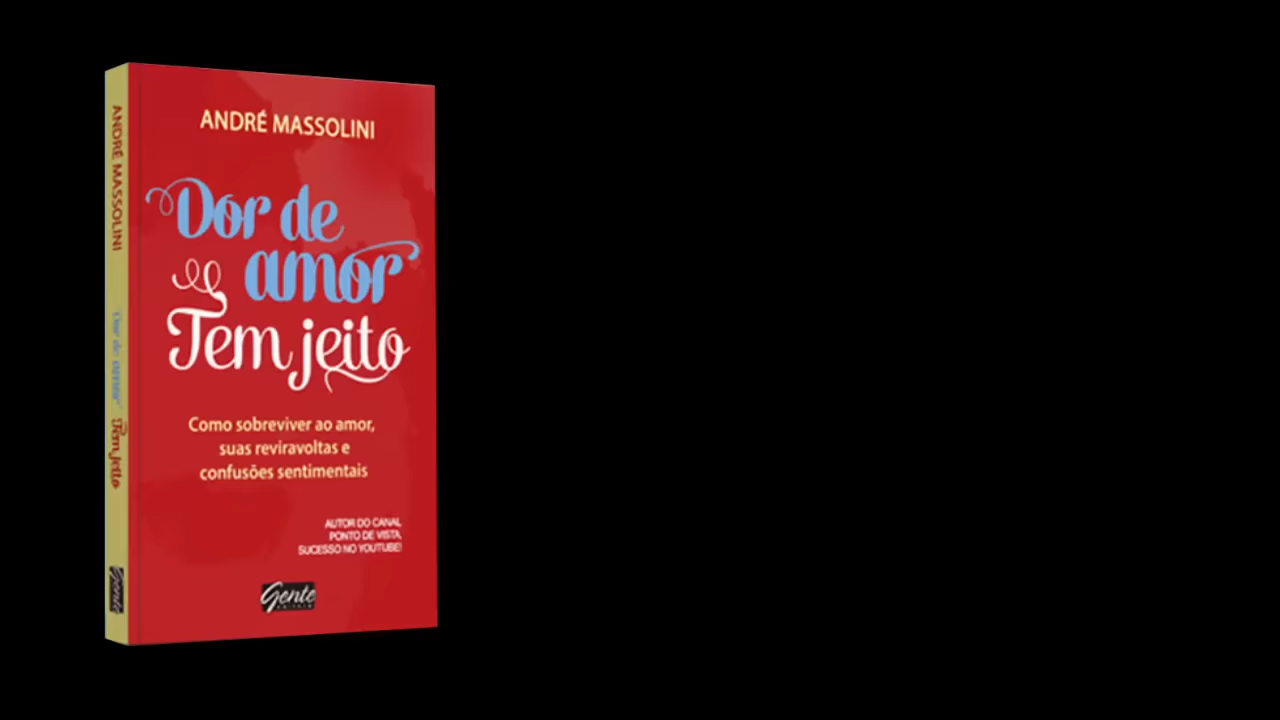 ANDRÉ MASSOLINI
Dor de
amor
Tem jeito
Como sobreviver ao amor,
suas reviravoltas e
confusões sentimentais
AUTOR DO CANAL
PONTO DE VISTA,
SUCESSO NO YOUTUBE!
Gente
ANDRÉ MASSOLINI
Dor de amor
Tem jeito
Gente